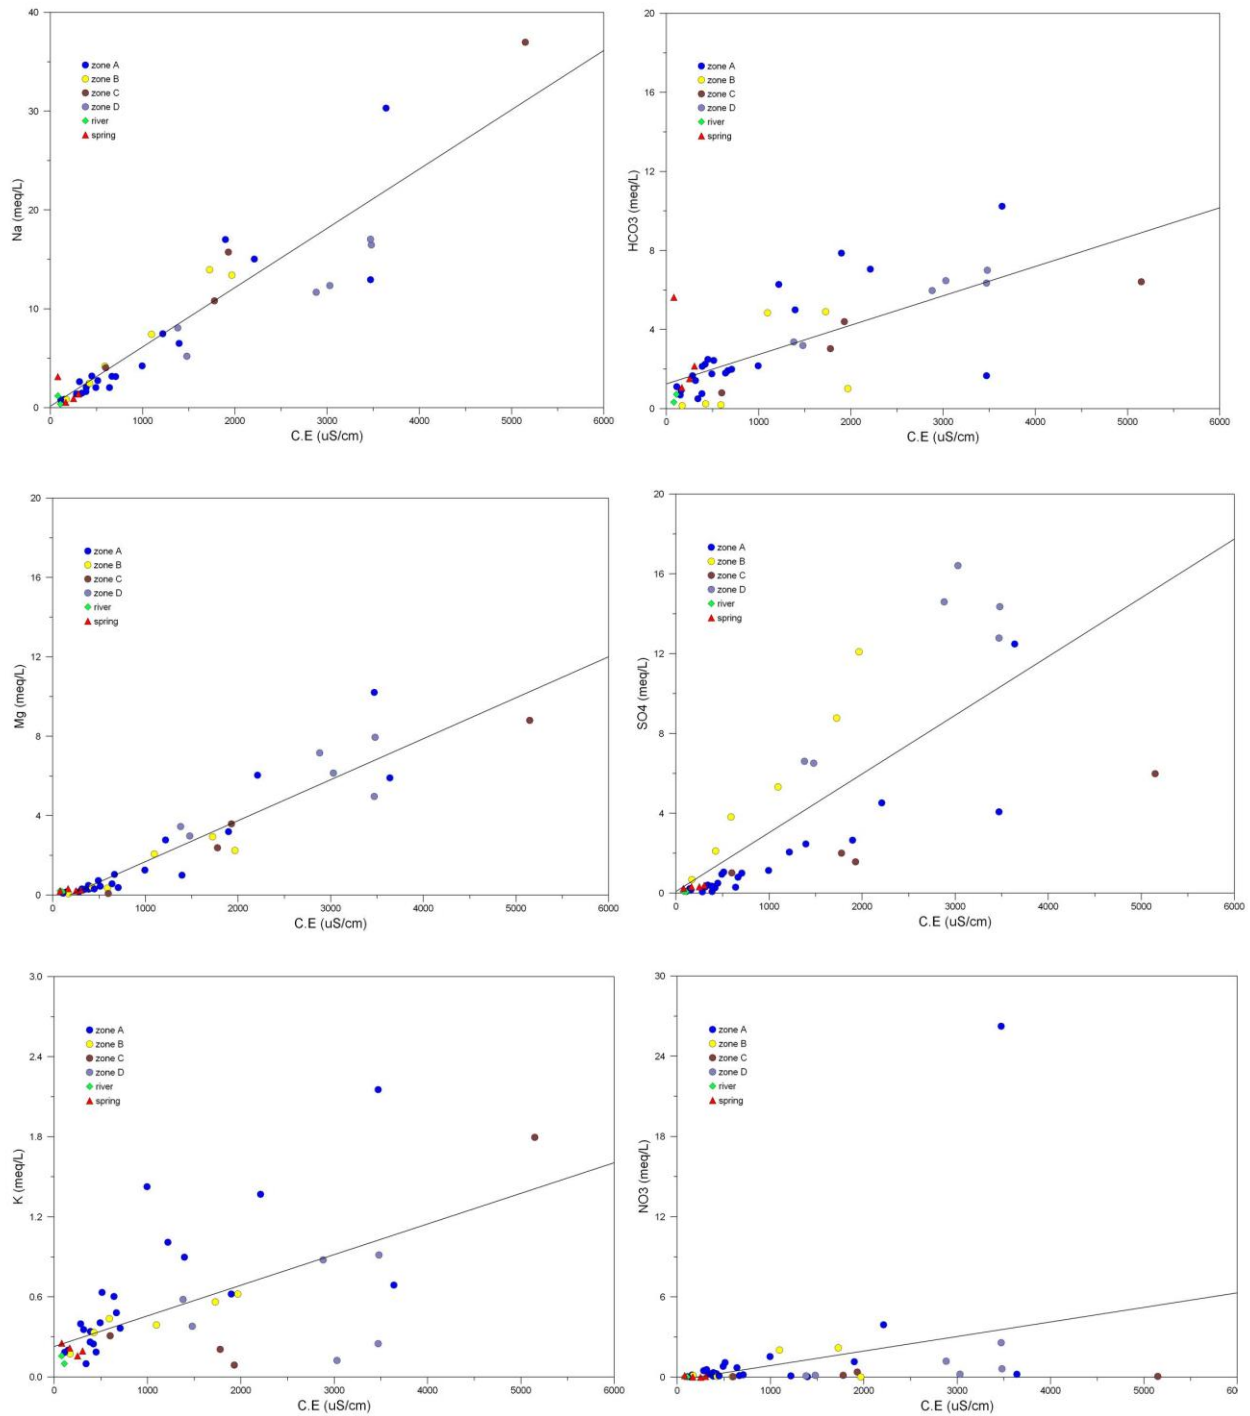 40
30
20
10
0
Na (meq/L)
zone A
zone B
zone C
zone D
river
spring
0 1000 2000 3000 4000 5000 6000
C.E (uS/cm)
20
16
12
8
4
0
HCO3 (meq/L)
zone A
zone B
zone C
zone D
river
spring
0 1000 2000 3000 4000 5000 6000
C.E (uS/cm)
20
16
12
8
4
0
Mg (meq/L)
zone A
zone B
zone C
zone D
river
spring
0 1000 2000 3000 4000 5000 6000
C.E (uS/cm)
20
16
12
8
4
0
SO4 (meq/L)
zone A
zone B
zone C
zone D
river
spring
0 1000 2000 3000 4000 5000 6000
C.E (uS/cm)
3.0
2.4
1.8
1.2
0.6
0.0
K (meq/L)
zone A
zone B
zone C
zone D
river
spring
0 1000 2000 3000 4000 5000 6000
C.E (uS/cm)
30
24
18
12
6
0
NO3 (meq/L)
zone A
zone B
zone C
zone D
river
spring
0 1000 2000 3000 4000 5000 6000
C.E (uS/cm)